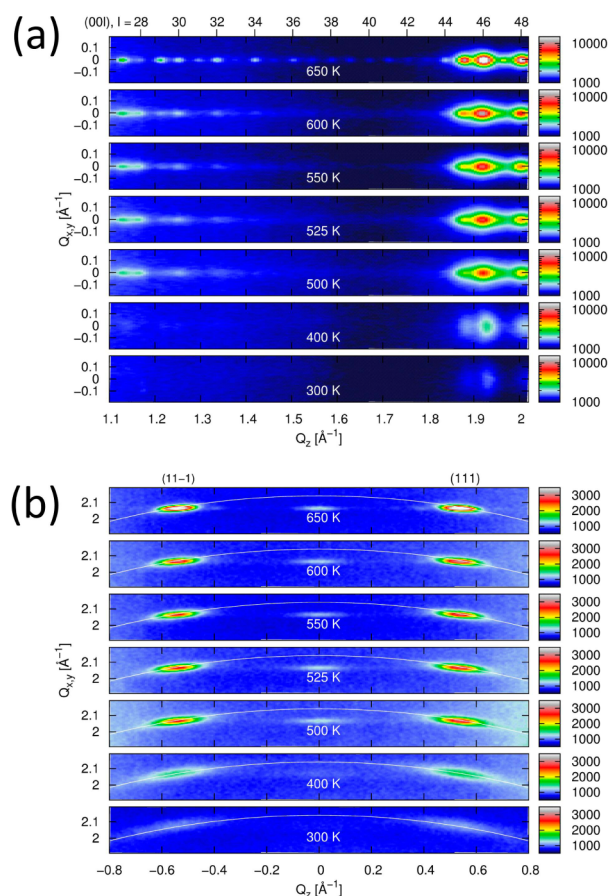 (a)
(00l), l = 28 30 32 34 36 38 40 42 44 46 48
0.1 0 −0.1 650 K 10000 1000
0.1 0 −0.1 600 K 10000 1000
0.1 0 −0.1 550 K 10000 1000
0.1 0 −0.1 525 K 10000 1000
0.1 0 −0.1 500 K 10000 1000
0.1 0 −0.1 400 K 10000 1000
0.1 0 −0.1 300 K 10000 1000
Qx,y [Å−1]
1.1 1.2 1.3 1.4 1.5 1.6 1.7 1.8 1.9 2
Qz [Å−1]
(b)
(11−1) (111)
2.1 2 650 K 3000 2000 1000
2.1 2 600 K 3000 2000 1000
2.1 2 550 K 3000 2000 1000
2.1 2 525 K 3000 2000 1000
2.1 2 500 K 3000 2000 1000
2.1 2 400 K 3000 2000 1000
2.1 2 300 K 3000 2000 1000
Qx,y [Å−1]
−0.8 −0.6 −0.4 −0.2 0 0.2 0.4 0.6 0.8
Qz [Å−1]